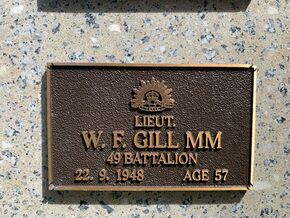 LIEUT.
W. F. GILL MM
49 BATTALION
22. 9. 1948 AGE 57